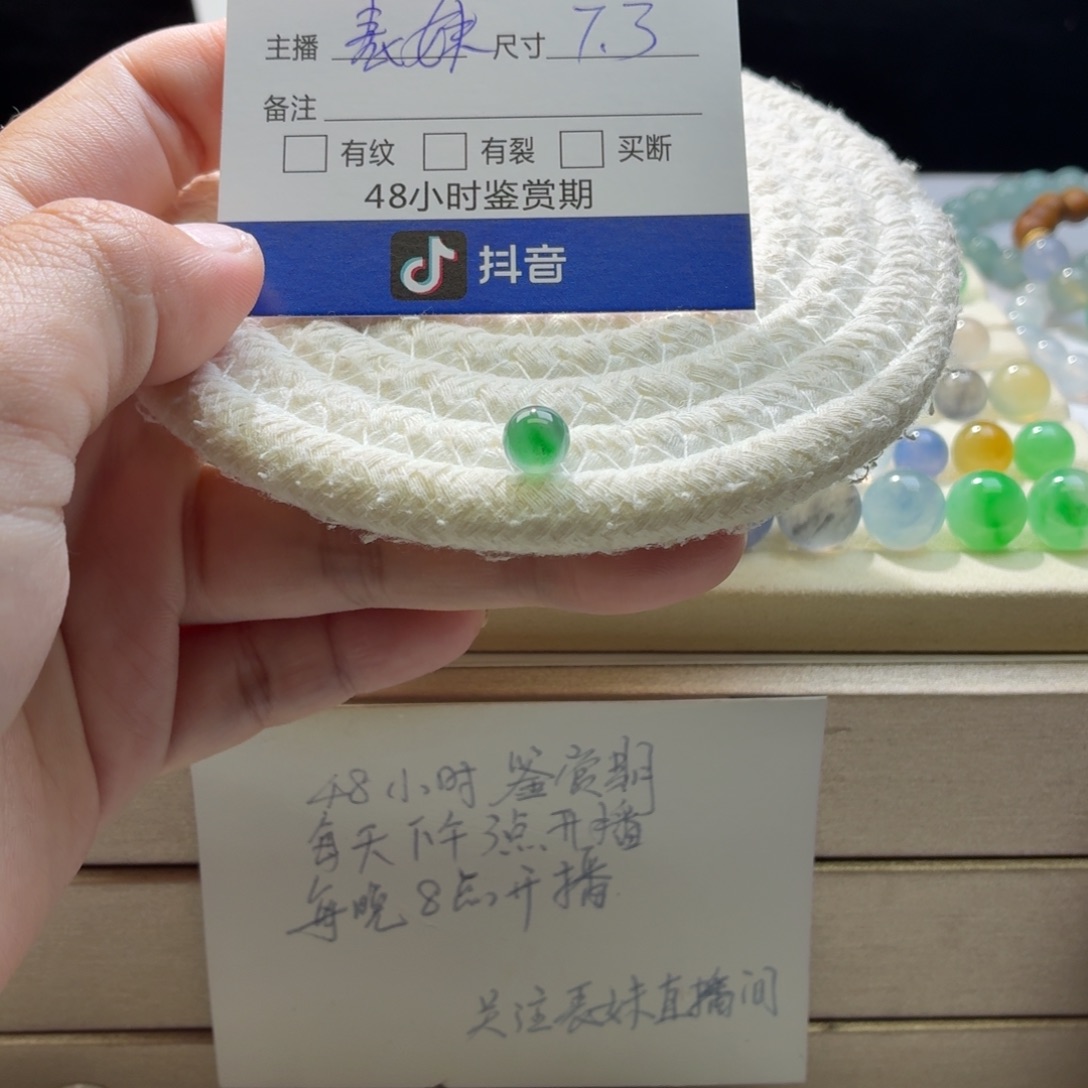 主播 表妹 尺寸 7.3
备注
有纹 有裂 买断
48小时鉴赏期
抖音
48小时鉴赏期
每天下午3点开播
每晚8点开播
关注表妹直播间